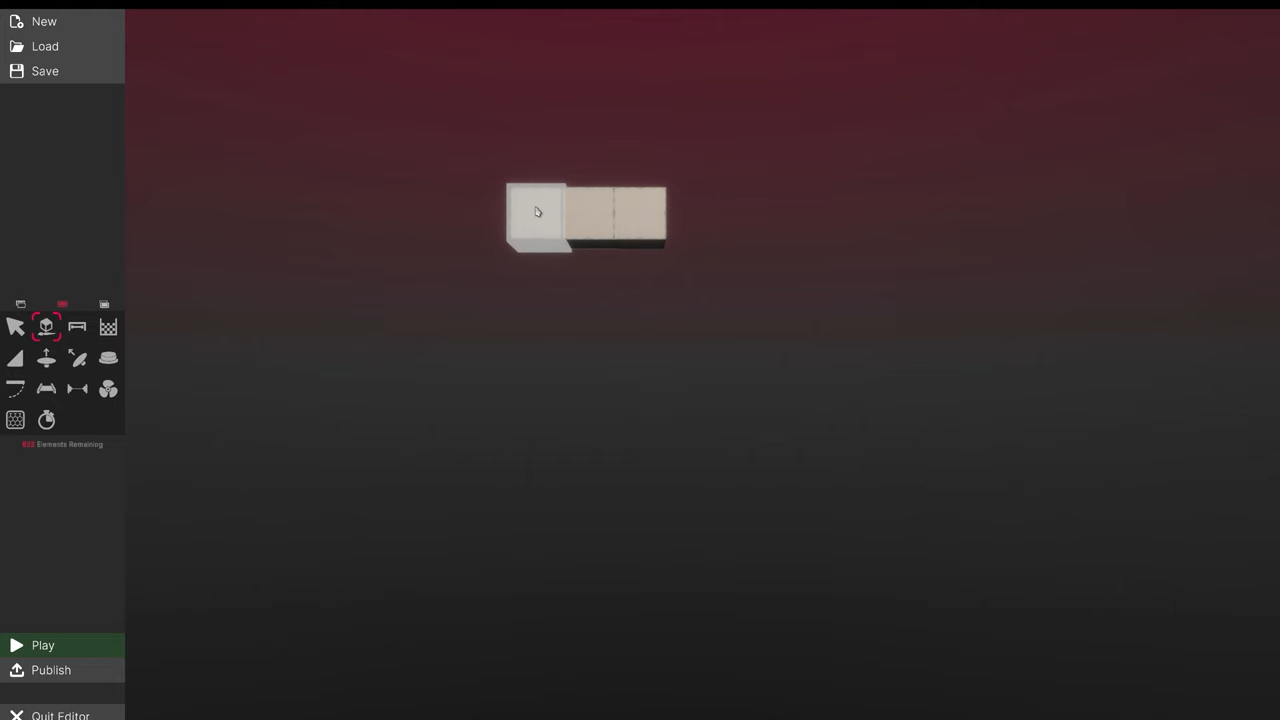 New
Load
Save
Elements Remaining
Play
Publish
Quit Editor